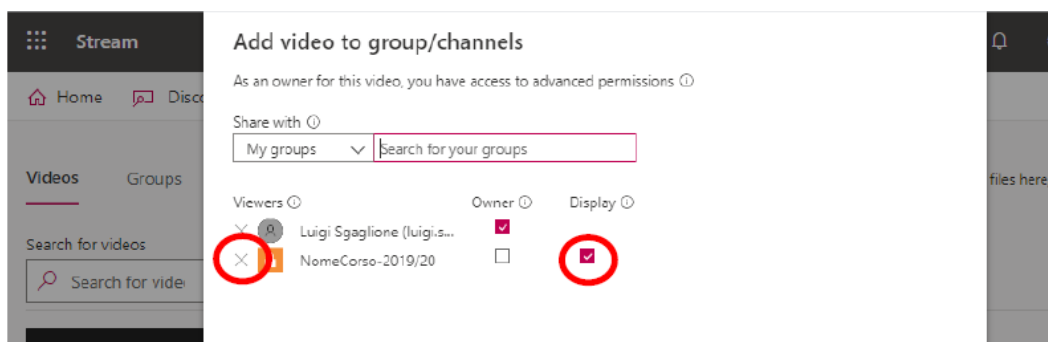 Stream
Add video to group/channels
As an owner for this video, you have access to advanced permissions
Home
Disco
Share with
My groups
Search for your groups
Videos
Groups
files here
Viewers
Owner
Display
Luigi Sgaglione (luigi.s...
Search for videos
NomeCorso-2019/20
Search for vide